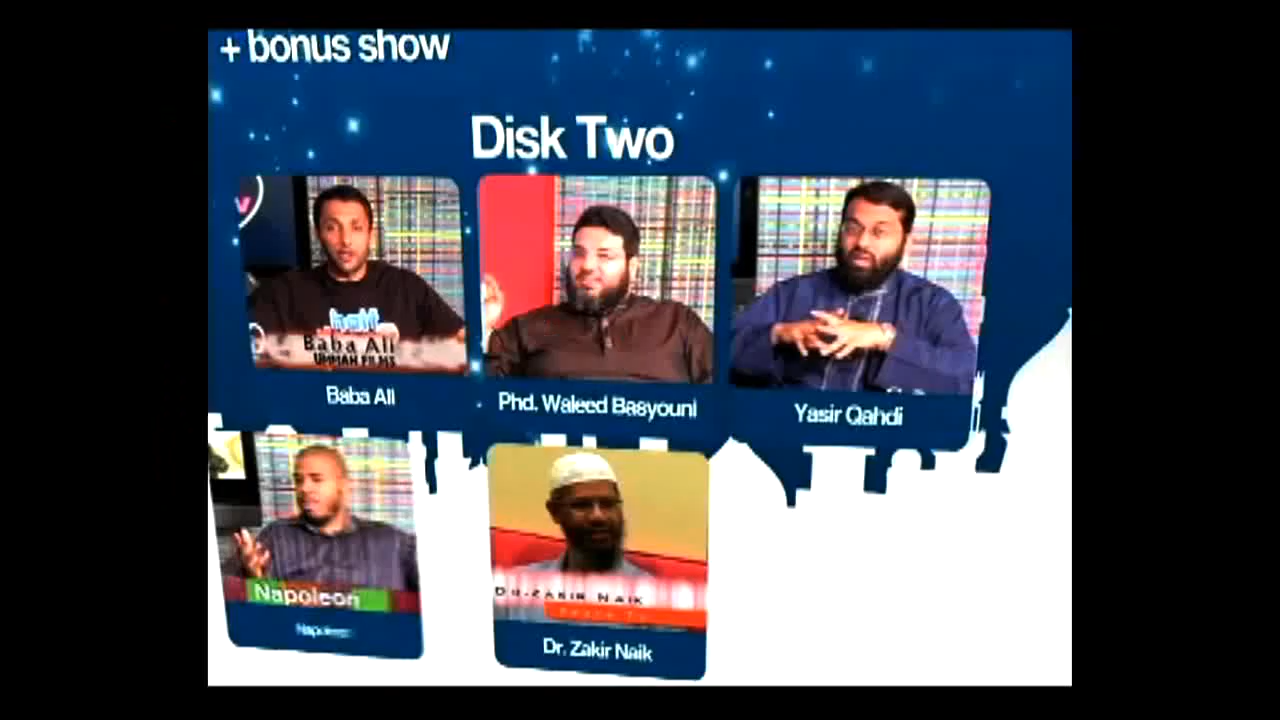 + bonus show
Disk Two
Baba Ali
UMMAH FILMS
Baba Ali
Phd. Waleed Basyouni
Yasir Qahdi
Napoleon
Napoleon
DR. ZAKIR NAIK
Dr. Zakir Naik